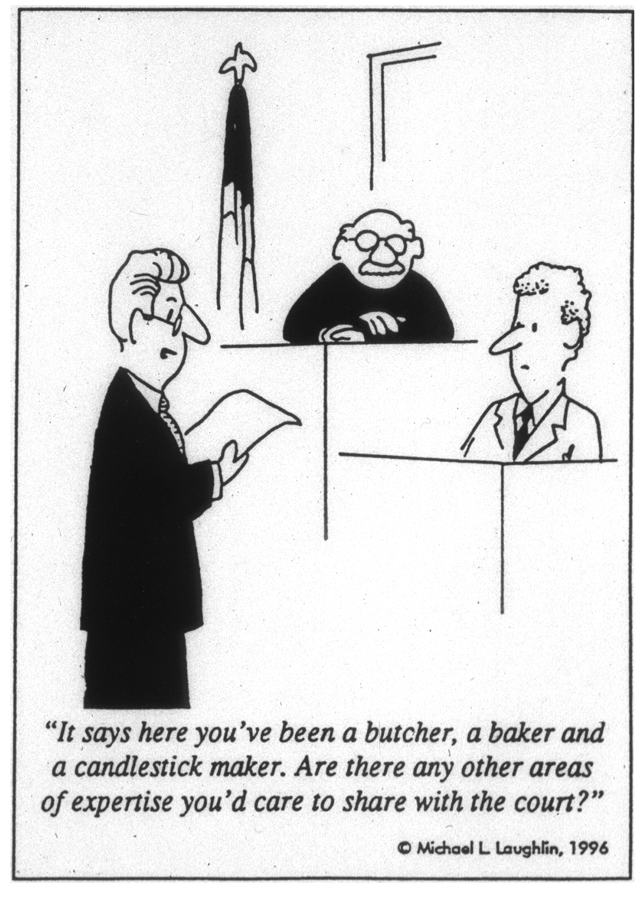 “It says here you’ve been a butcher, a baker and
a candlestick maker. Are there any other areas
of expertise you’d care to share with the court?”
© Michael L. Laughlin, 1996